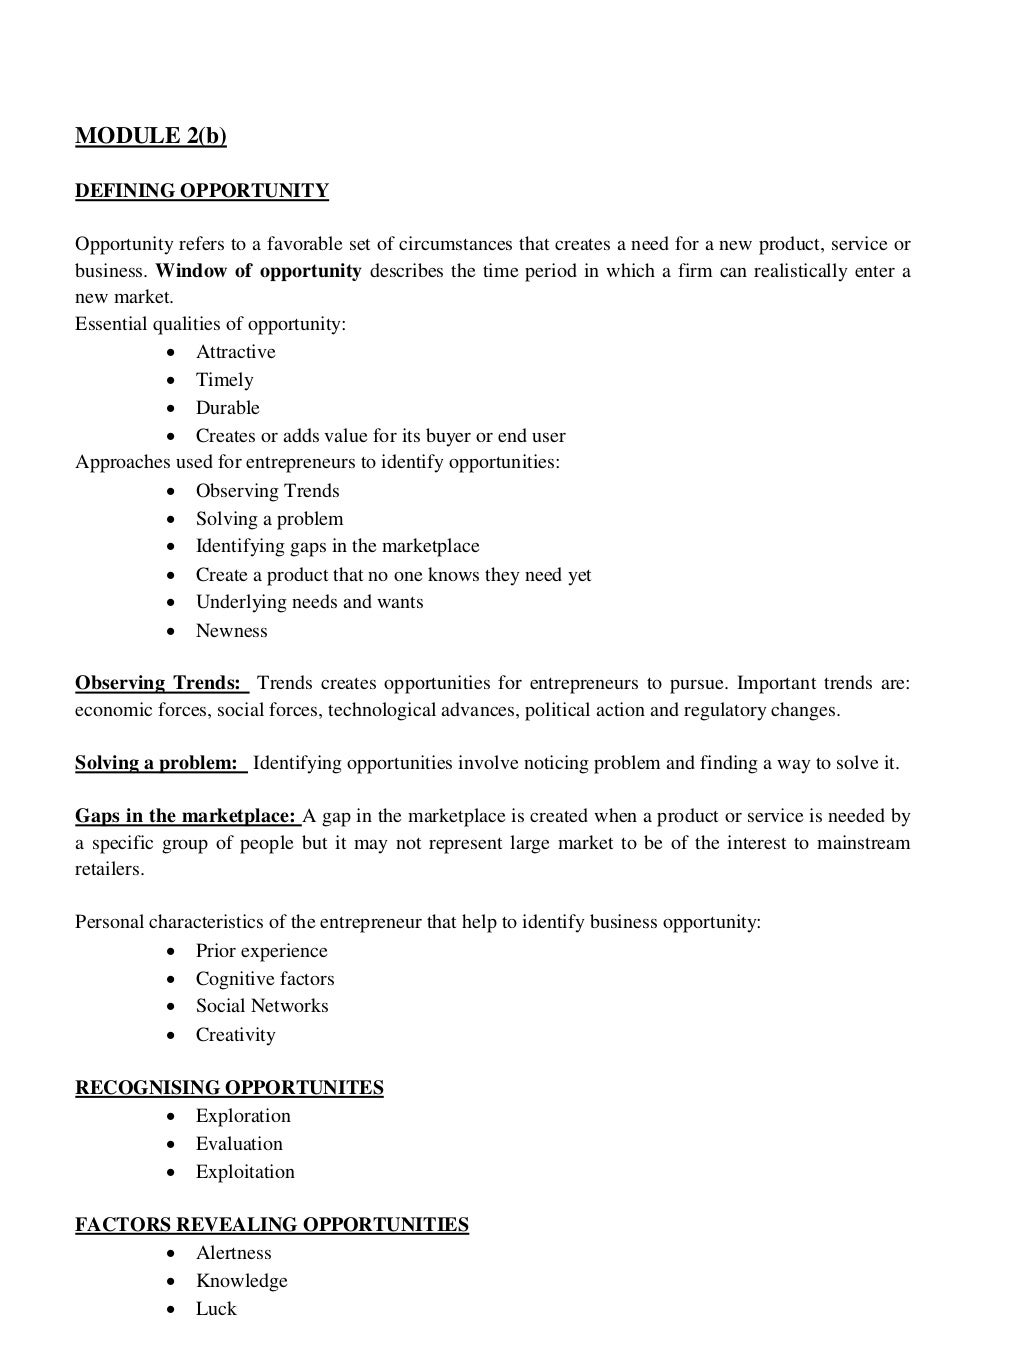 MODULE 2(b)
DEFINING OPPORTUNITY
Opportunity refers to a favorable set of circumstances that creates a need for a new product, service or
business. Window of opportunity describes the time period in which a firm can realistically enter a
new market.
Essential qualities of opportunity:
• Attractive
• Timely
• Durable
• Creates or adds value for its buyer or end user
Approaches used for entrepreneurs to identify opportunities:
• Observing Trends
• Solving a problem
• Identifying gaps in the marketplace
• Create a product that no one knows they need yet
• Underlying needs and wants
• Newness
Observing Trends: Trends creates opportunities for entrepreneurs to pursue. Important trends are:
economic forces, social forces, technological advances, political action and regulatory changes.
Solving a problem: Identifying opportunities involve noticing problem and finding a way to solve it.
Gaps in the marketplace: A gap in the marketplace is created when a product or service is needed by
a specific group of people but it may not represent large market to be of the interest to mainstream
retailers.
Personal characteristics of the entrepreneur that help to identify business opportunity:
• Prior experience
• Cognitive factors
• Social Networks
• Creativity
RECOGNISING OPPORTUNITES
• Exploration
• Evaluation
• Exploitation
FACTORS REVEALING OPPORTUNITIES
• Alertness
• Knowledge
• Luck